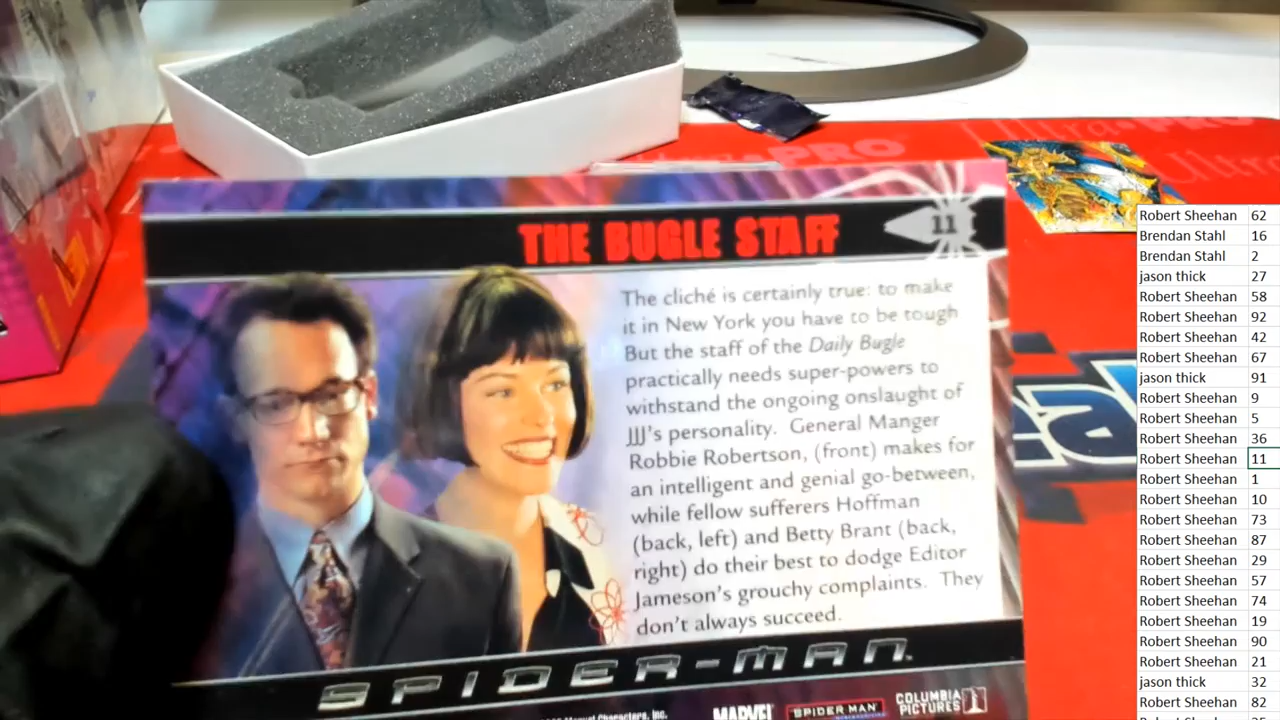 UltraPRO
Ultra
THE BUGLE STAFF
11
The cliché is certainly true: to make
it in New York you have to be tough
But the staff of the Daily Bugle
practically needs super-powers to
withstand the ongoing onslaught of
JJJ's personality. General Manger
Robbie Robertson, (front) makes for
an intelligent and genial go-between,
while fellow sufferers Hoffman
(back, left) and Betty Brant (back,
right) do their best to dodge Editor
Jameson's grouchy complaints. They
don't always succeed.
SPIDER-MAN
Marvel Characters, Inc.
MARVEL
SPIDER MAN
COLUMBIA
PICTURES
Robert Sheehan 62
Brendan Stahl 16
Brendan Stahl 2
jason thick 27
Robert Sheehan 58
Robert Sheehan 92
Robert Sheehan 42
Robert Sheehan 67
jason thick 91
Robert Sheehan 9
Robert Sheehan 5
Robert Sheehan 36
Robert Sheehan 11
Robert Sheehan 1
Robert Sheehan 10
Robert Sheehan 73
Robert Sheehan 87
Robert Sheehan 29
Robert Sheehan 57
Robert Sheehan 74
Robert Sheehan 19
Robert Sheehan 90
Robert Sheehan 21
jason thick 32
Robert Sheehan 82